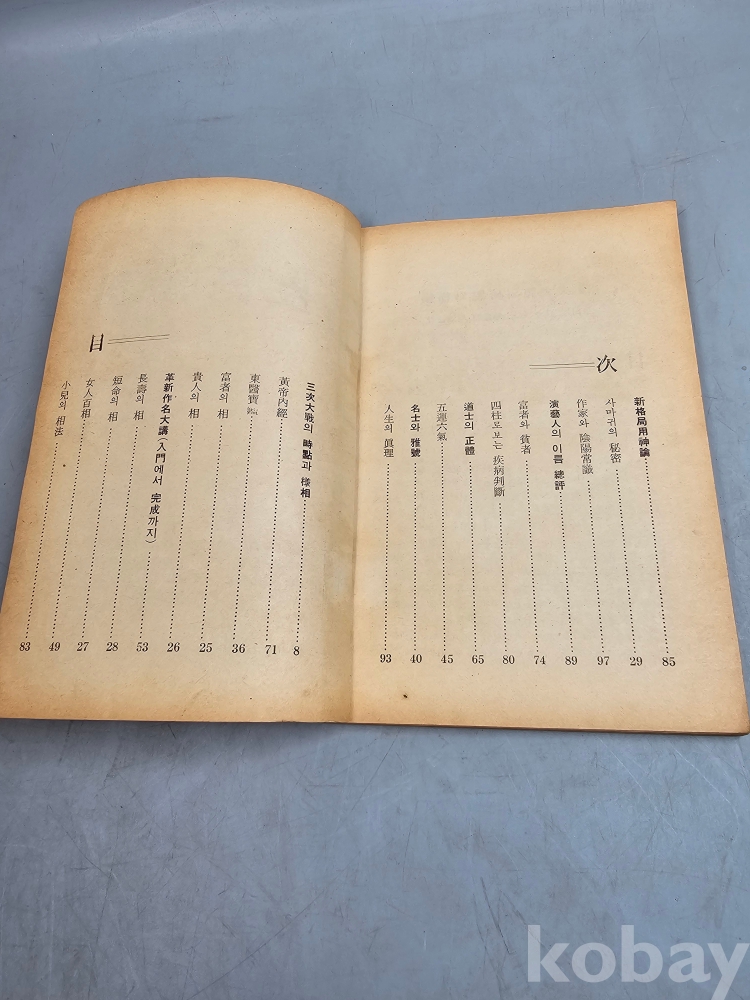 目
三次大戰의 時點과 樣相 8
黃帝內經 71
東醫寶鑑 36
富者의 相 25
貴人의 相 26
革新作名大講(入門에서 完成까지) 53
長壽의 相 28
短命의 相 27
女人百相 49
小兒의 相法 83
次
新格局用神論 85
사마귀의 秘密 29
作家와 陰陽常識 97
演藝人의 이름 總評 89
富者와 貧者 74
四柱로보는 疾病判斷 80
道士의 正體 65
五運六氣 45
名士와 雅號 40
人生의 眞理 93
kobay